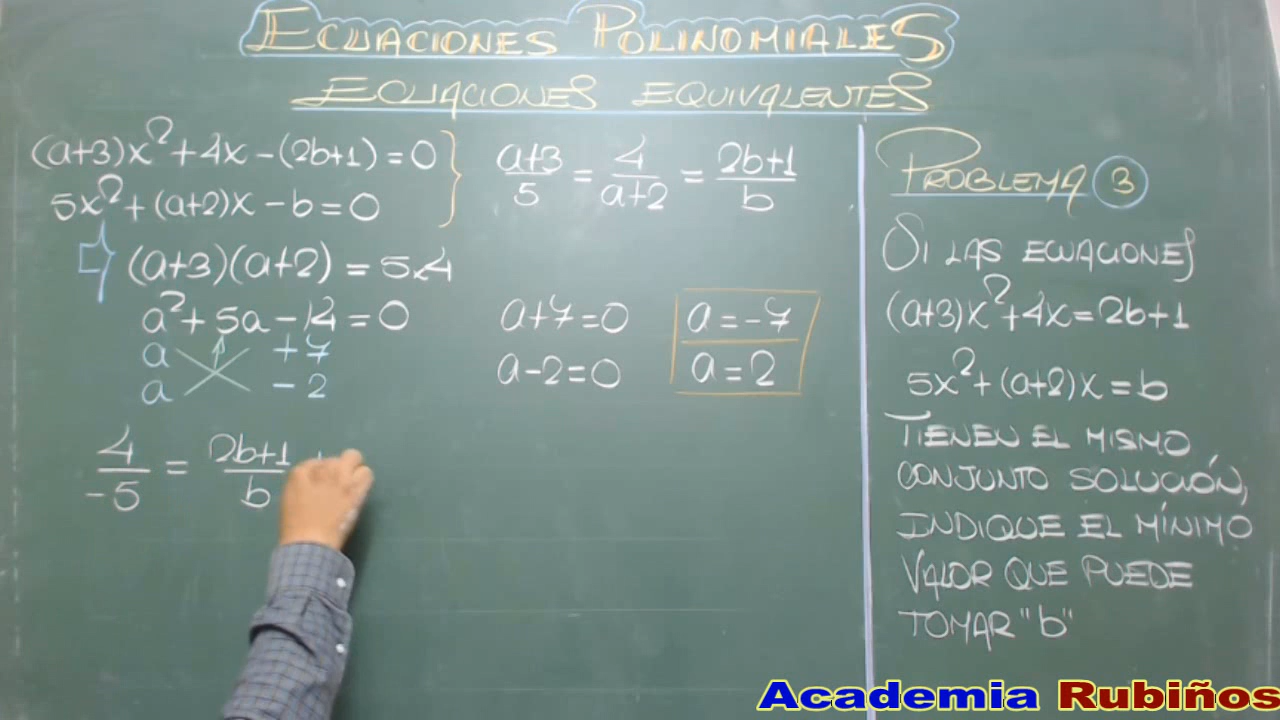 ECUACIONES POLINOMIALES
ECUACIONES EQUIVALENTES
(a+3)x²+4x-(2b+1)=0
5x²+(a+2)x-b=0
(a+3)(a+2)=5.4
a²+5a-14=0
a +7
a -2
4/-5 = 2b+1/b
a+3/5 = 4/a+2 = 2b+1/b
a+7=0 a=-7
a-2=0 a=2
PROBLEMA 3
SI LAS ECUACIONES
(a+3)x²+4x=2b+1
5x²+(a+2)x=b
TIENEN EL MISMO
CONJUNTO SOLUCIÓN,
INDIQUE EL MÍNIMO
VALOR QUE PUEDE
TOMAR "b"
Academia Rubiños